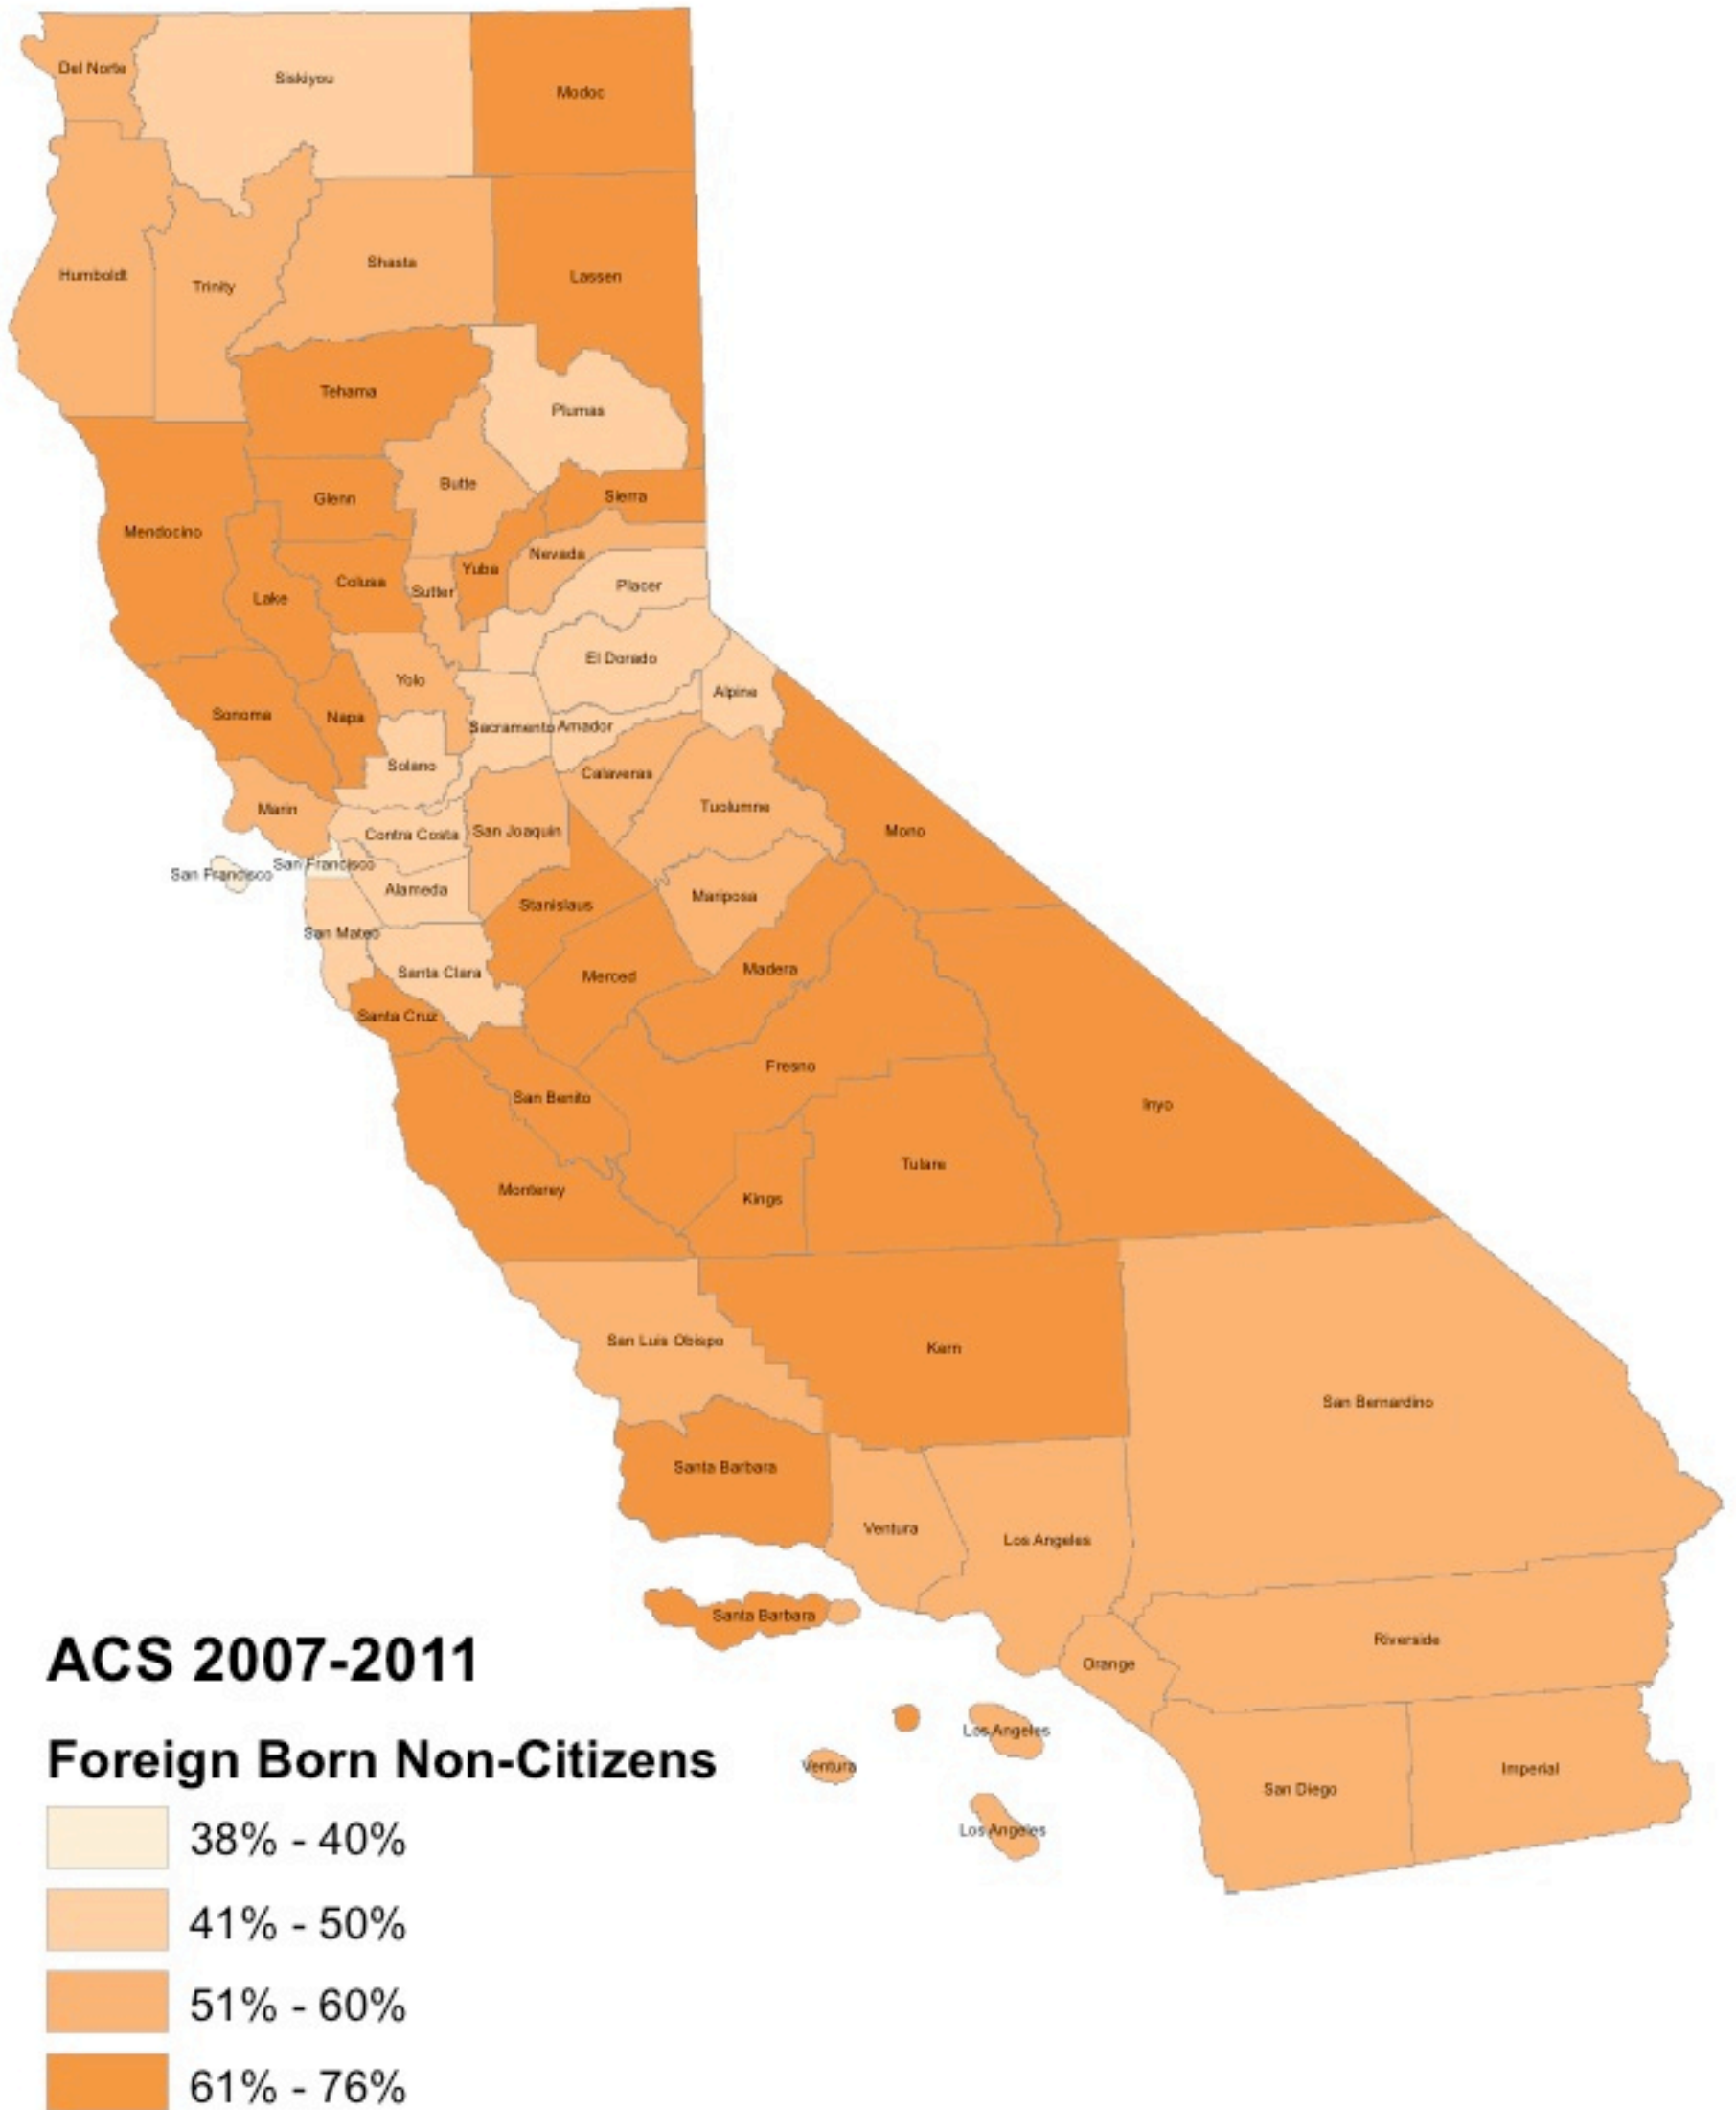 Del Norte
Siskiyou
Modoc
Humboldt
Trinity
Shasta
Lassen
Tehama
Plumas
Butte
Glenn
Sierra
Mendocino
Nevada
Yuba
Colusa
Placer
Sutter
Lake
El Dorado
Yolo
Alpine
Sonoma
Napa
Sacramento
Amador
Solano
Calaveras
Marin
Tuolumne
Contra Costa
San Joaquin
Mono
San Francisco
San Francisco
Alameda
Mariposa
Stanislaus
San Mateo
Santa Clara
Merced
Madera
Santa Cruz
Fresno
San Benito
Inyo
Tulare
Monterey
Kings
San Luis Obispo
Kern
San Bernardino
Santa Barbara
Ventura
Los Angeles
Santa Barbara
Riverside
Orange
Los Angeles
Ventura
Imperial
San Diego
Los Angeles
ACS 2007-2011
Foreign Born Non-Citizens
38% - 40%
41% - 50%
51% - 60%
61% - 76%